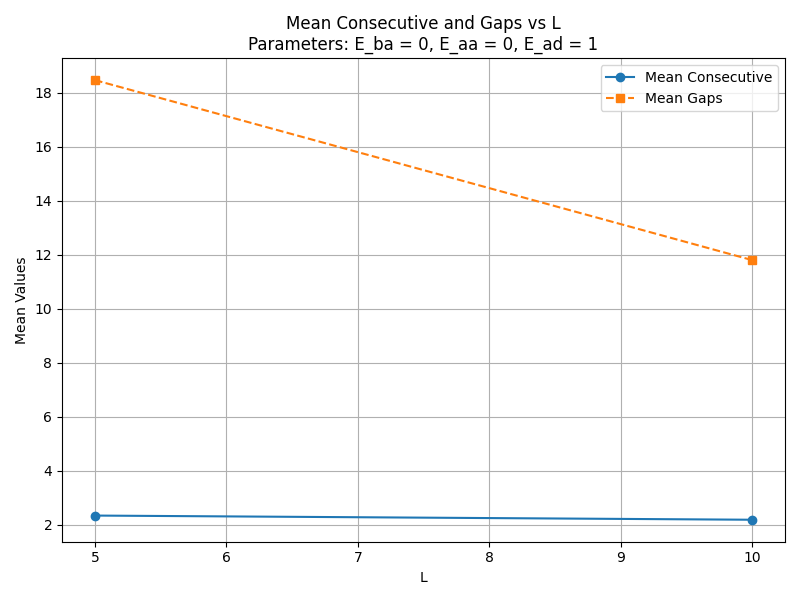 Mean Consecutive and Gaps vs L
Parameters: E_ba = 0, E_aa = 0, E_ad = 1
Mean Consecutive
Mean Gaps
Mean Values
18
16
14
12
10
8
6
4
2
5 6 7 8 9 10
L